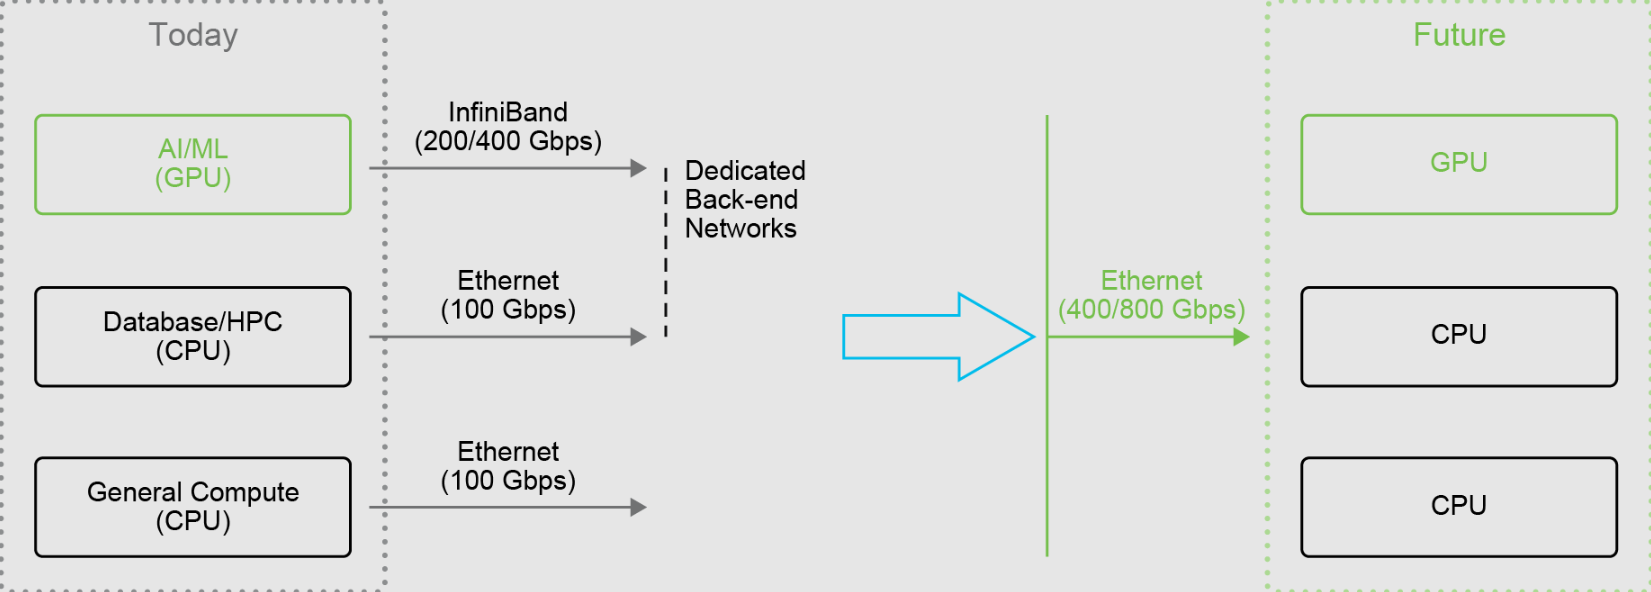 Today
AI/ML
(GPU)
InfiniBand
(200/400 Gbps)
Dedicated
Back-end
Networks
Database/HPC
(CPU)
Ethernet
(100 Gbps)
General Compute
(CPU)
Ethernet
(100 Gbps)
Ethernet
(400/800 Gbps)
Future
GPU
CPU
CPU